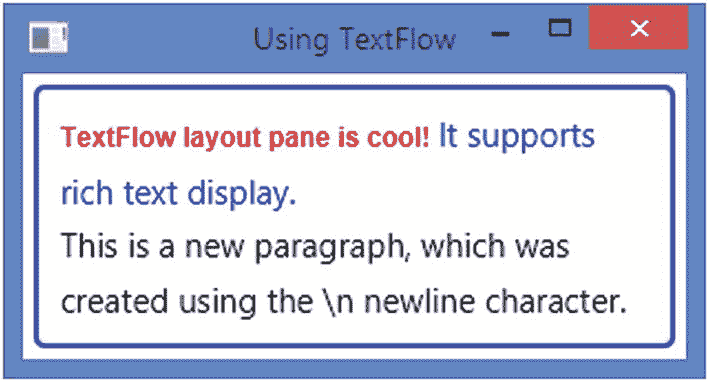 Using TextFlow
TextFlow layout pane is cool! It supports
rich text display.
This is a new paragraph, which was
created using the \n newline character.